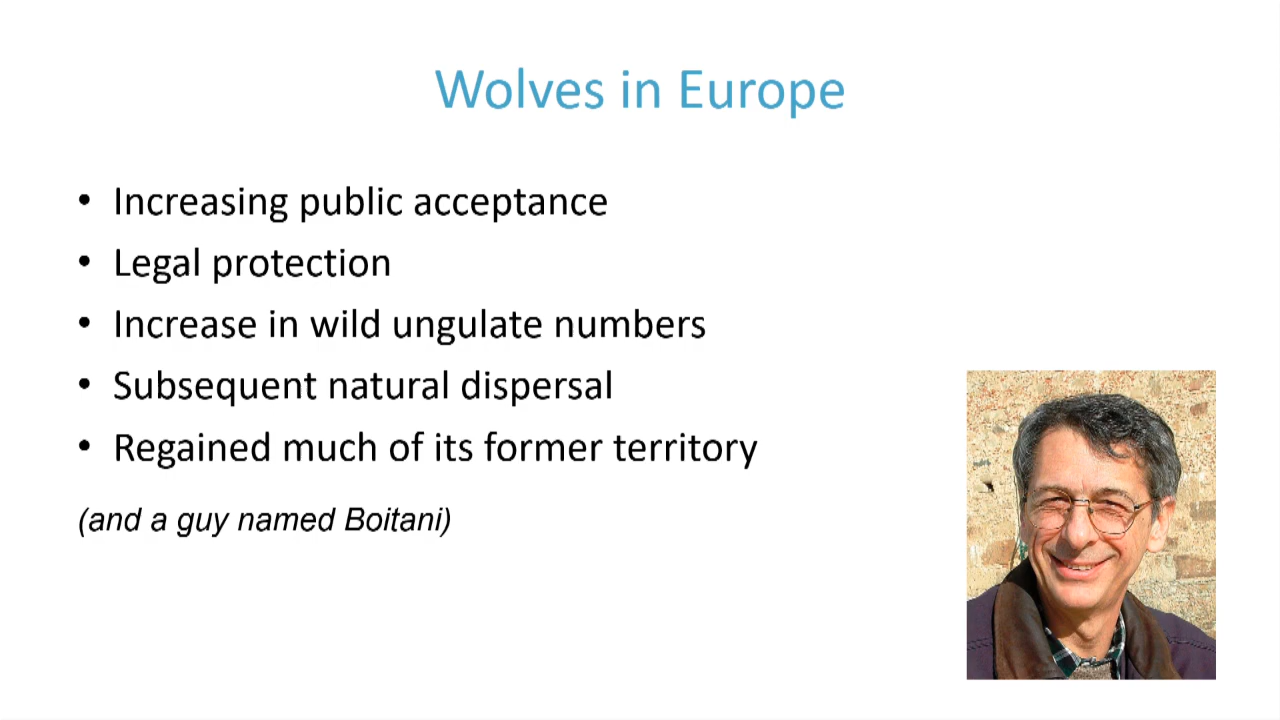 Wolves in Europe
• Increasing public acceptance
• Legal protection
• Increase in wild ungulate numbers
• Subsequent natural dispersal
• Regained much of its former territory
(and a guy named Boitani)